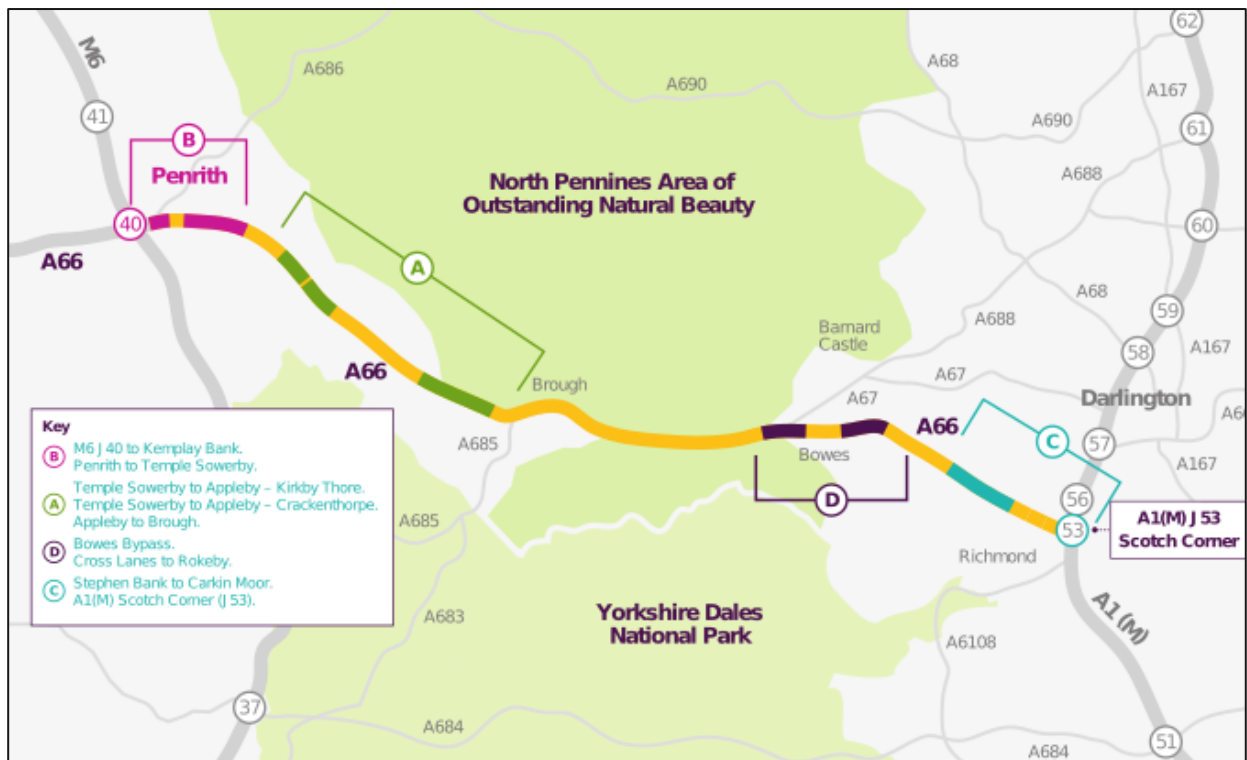 62
M6
A686
A68
A690
A167
41
A690
61
B
Penrith
A688
North Pennines Area of
Outstanding Natural Beauty
40
60
A66
A
A68
59
Barnard
Castle
A688
A167
58
A66
Brough
A67
Darlington
A67
A66
A685
C
57
Bowes
A167
D
56
A1(M) J53
Scotch Corner
53
A685
Richmond
Key
B
M6 J 40 to Kemplay Bank.
Penrith to Temple Sowerby.
A
Temple Sowerby to Appleby – Kirkby Thore.
Temple Sowerby to Appleby – Crackenthorpe.
Appleby to Brough.
D
Bowes Bypass.
Cross Lanes to Rokeby.
C
Stephen Bank to Carkin Moor.
A1(M) Scotch Corner (J53).
A683
Yorkshire Dales
National Park
A1 (M)
A6108
37
A684
A684
51